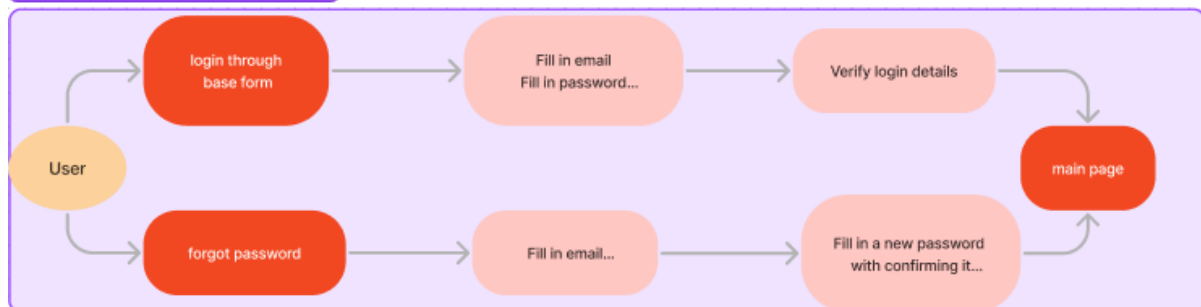 login through
base form
Fill in email
Fill in password...
Verify login details
User
main page
forgot password
Fill in email...
Fill in a new password
with confirming it...